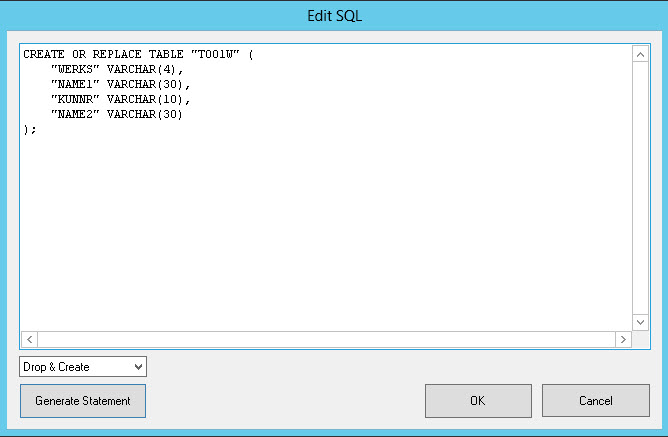 Edit SQL
CREATE OR REPLACE TABLE "T001W" (
    "WERKS" VARCHAR(4),
    "NAME1" VARCHAR(30),
    "KUNNR" VARCHAR(10),
    "NAME2" VARCHAR(30)
);
Drop & Create
Generate Statement
OK
Cancel